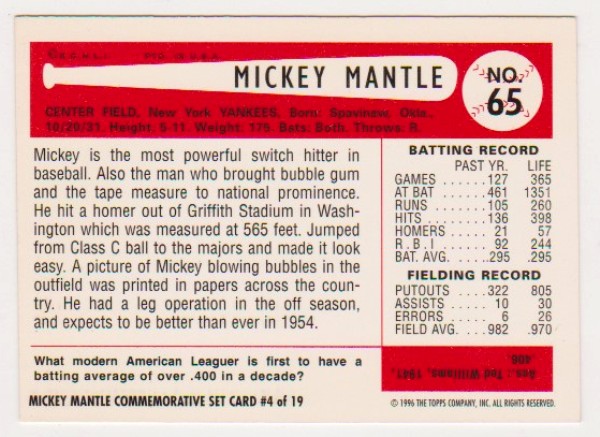 © B.G.H.L.I. PTD. IN U.S.A.
MICKEY MANTLE
NO.
65
CENTER FIELD, New York YANKEES, Born: Spavinaw, Okla.,
10/20/31. Height: 5-11. Weight: 175. Bats: Both. Throws: R.
Mickey is the most powerful switch hitter in
baseball. Also the man who brought bubble gum
and the tape measure to national prominence.
He hit a homer out of Griffith Stadium in Wash-
ington which was measured at 565 feet. Jumped
from Class C ball to the majors and made it look
easy. A picture of Mickey blowing bubbles in the
outfield was printed in papers across the coun-
try. He had a leg operation in the off season,
and expects to be better than ever in 1954.
BATTING RECORD
PAST YR. LIFE
GAMES ......127 365
AT BAT ......461 1351
RUNS ......105 260
HITS ......136 398
HOMERS ....21 57
R.B.I ......92 244
BAT. AVG. ...295 .295
FIELDING RECORD
PUTOUTS ....322 805
ASSISTS ....10 30
ERRORS ......6 26
FIELD AVG. ..982 .970
What modern American Leaguer is first to have a
batting average of over .400 in a decade?
Res.: Ted Williams, 1941,
.406.
MICKEY MANTLE COMMEMORATIVE SET CARD #4 of 19
© 1996 THE TOPPS COMPANY, INC. ALL RIGHTS RESERVED.